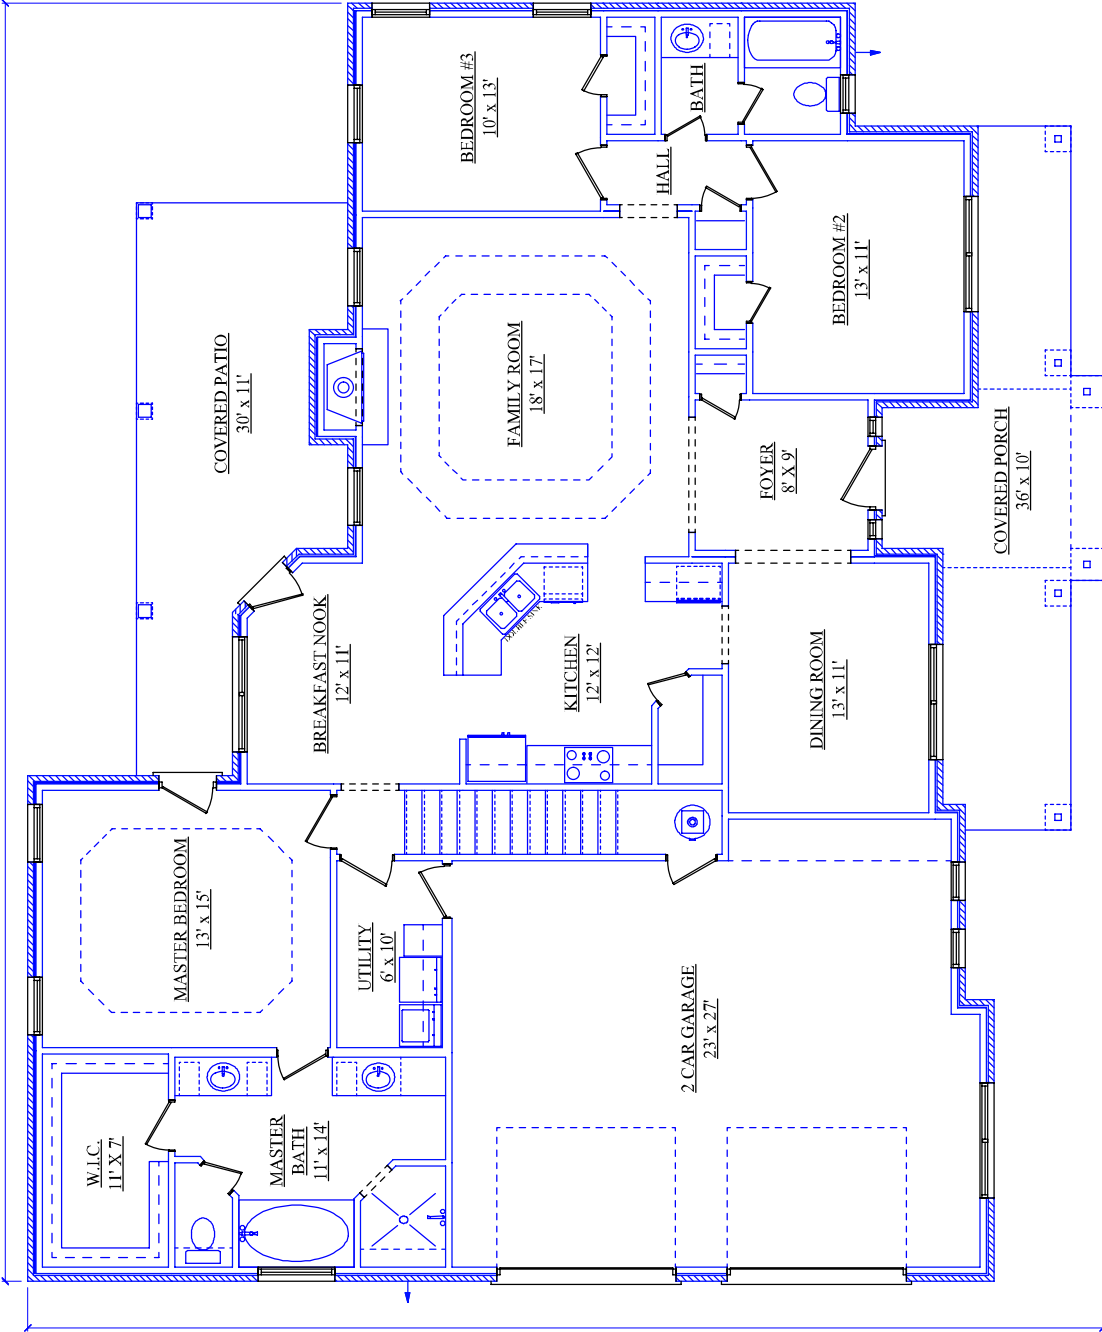 BEDROOM #3
10' x 13'
BATH
HALL
BEDROOM #2
13' x 11'
COVERED PATIO
30' x 11'
FAMILY ROOM
18' x 17'
FOYER
8' X 9'
COVERED PORCH
36' x 10'
BREAKFAST NOOK
12' x 11'
KITCHEN
12' x 12'
DINING ROOM
13' x 11'
MASTER BEDROOM
13' x 15'
UTILITY
6' x 10'
2 CAR GARAGE
23' x 27'
W.I.C.
11' X 7'
MASTER
BATH
11' x 14'